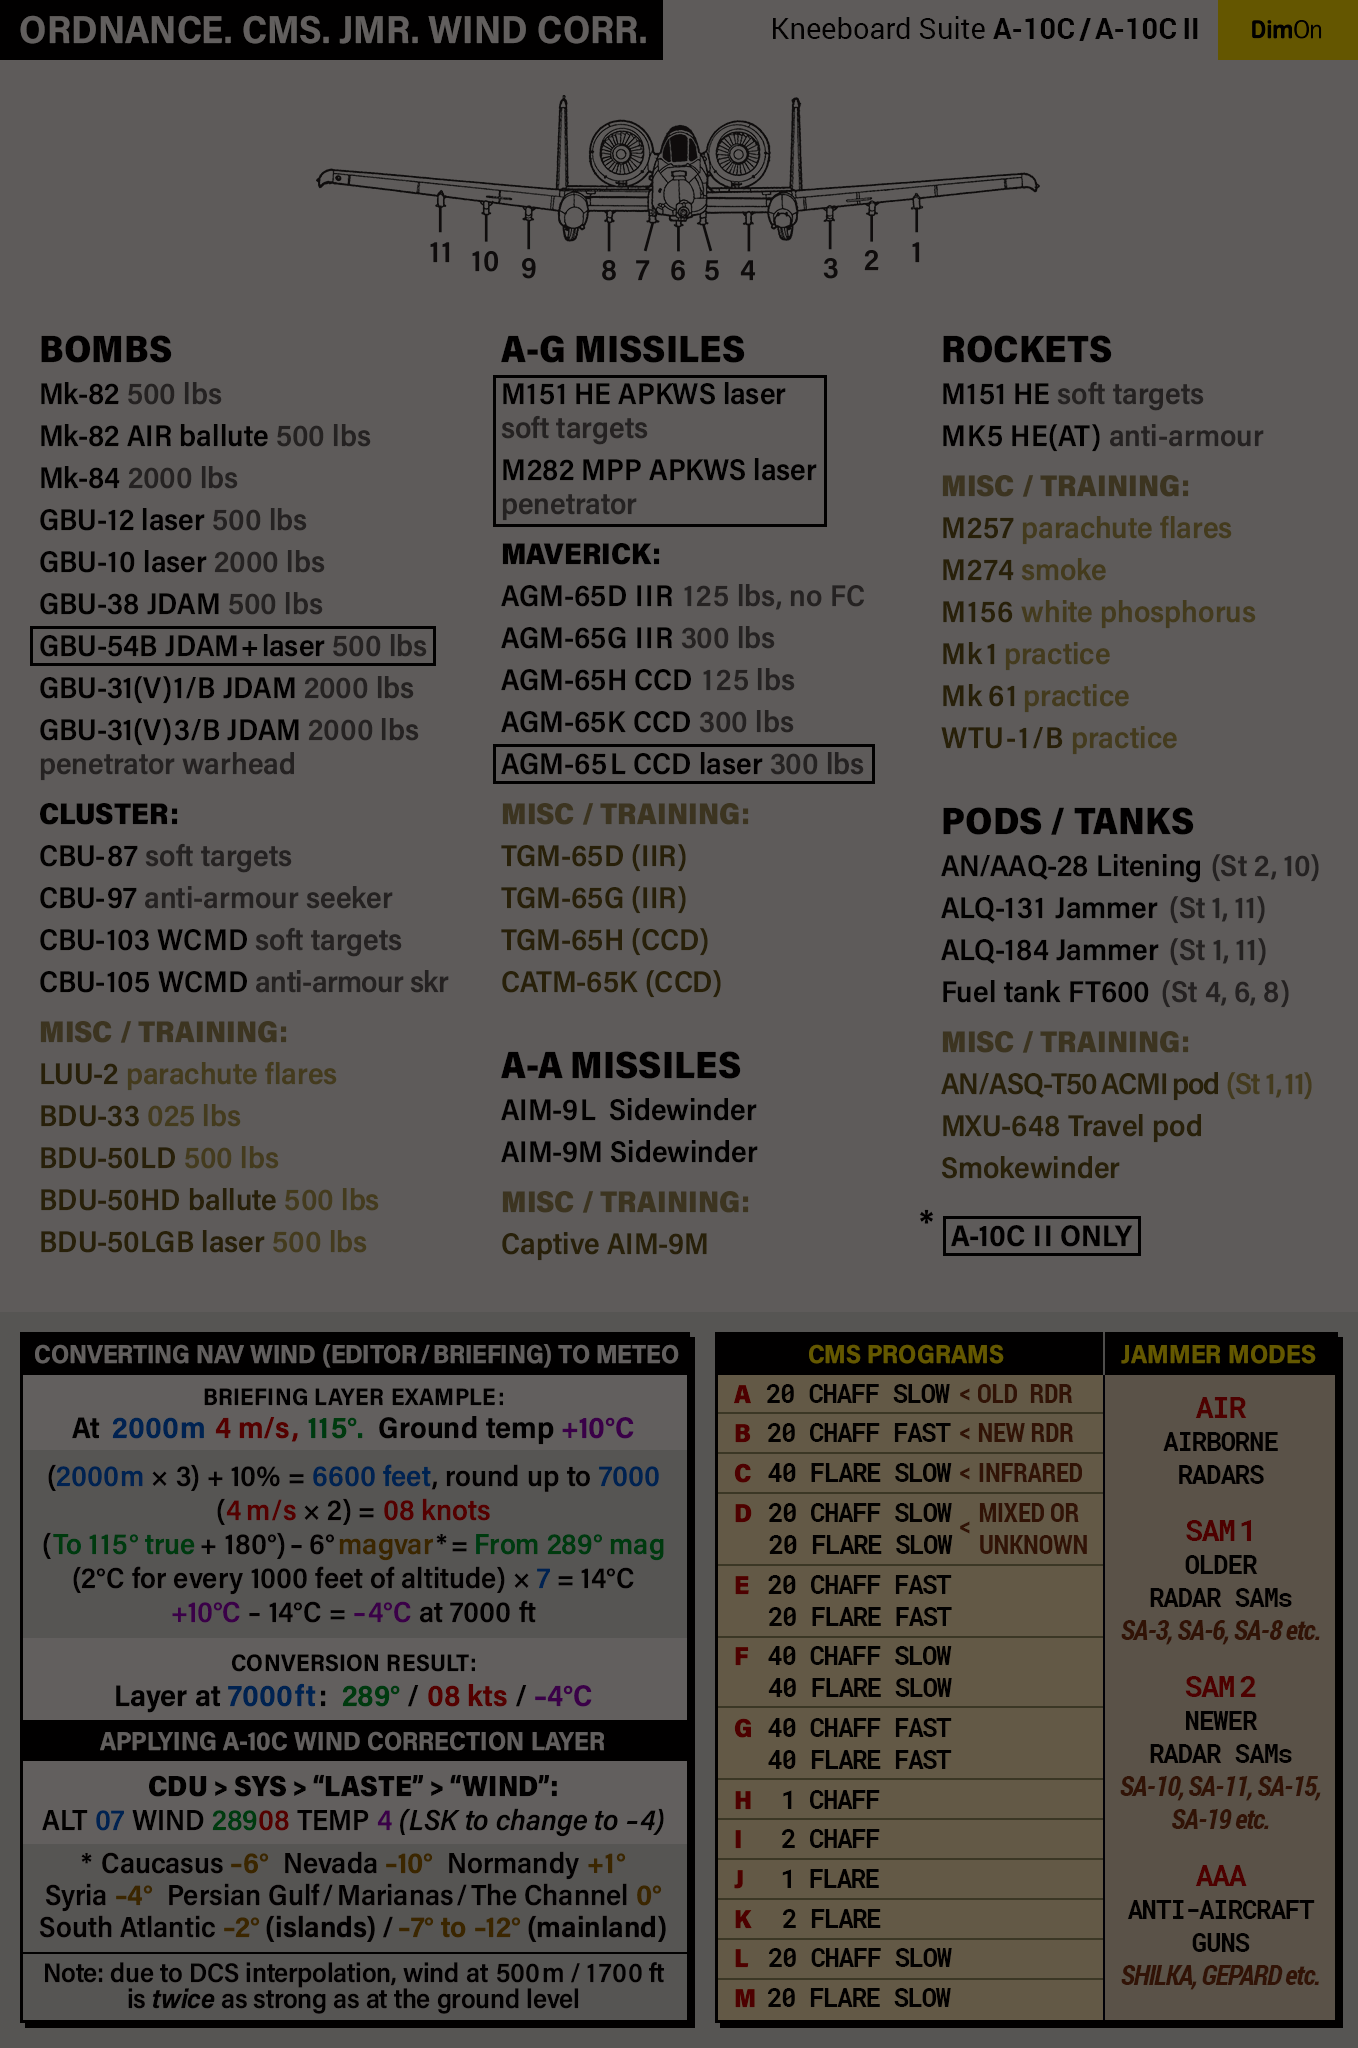 ORDNANCE. CMS. JMR. WIND CORR.
Kneeboard Suite A-10C / A-10C II
DimOn
11 10 9 8 7 6 5 4 3 2 1
BOMBS
Mk-82 500 lbs
Mk-82 AIR ballute 500 lbs
Mk-84 2000 lbs
GBU-12 laser 500 lbs
GBU-10 laser 2000 lbs
GBU-38 JDAM 500 lbs
GBU-54B JDAM+laser 500 lbs
GBU-31(V)1/B JDAM 2000 lbs
GBU-31(V)3/B JDAM 2000 lbs
penetrator warhead
CLUSTER:
CBU-87 soft targets
CBU-97 anti-armour seeker
CBU-103 WCMD soft targets
CBU-105 WCMD anti-armour skr
MISC / TRAINING:
LUU-2 parachute flares
BDU-33 025 lbs
BDU-50LD 500 lbs
BDU-50HD ballute 500 lbs
BDU-50LGB laser 500 lbs
A-G MISSILES
M151 HE APKWS laser
soft targets
M282 MPP APKWS laser
penetrator
MAVERICK:
AGM-65D IIR 125 lbs, no FC
AGM-65G IIR 300 lbs
AGM-65H CCD 125 lbs
AGM-65K CCD 300 lbs
AGM-65L CCD laser 300 lbs
MISC / TRAINING:
TGM-65D (IIR)
TGM-65G (IIR)
TGM-65H (CCD)
CATM-65K (CCD)
A-A MISSILES
AIM-9L Sidewinder
AIM-9M Sidewinder
MISC / TRAINING:
Captive AIM-9M
ROCKETS
M151 HE soft targets
MK5 HE(AT) anti-armour
MISC / TRAINING:
M257 parachute flares
M274 smoke
M156 white phosphorus
Mk 1 practice
Mk 61 practice
WTU-1/B practice
PODS / TANKS
AN/AAQ-28 Litening (St 2, 10)
ALQ-131 Jammer (St 1, 11)
ALQ-184 Jammer (St 1, 11)
Fuel tank FT600 (St 4, 6, 8)
MISC / TRAINING:
AN/ASQ-T50 ACMI pod (St 1, 11)
MXU-648 Travel pod
Smokewinder
* A-10C II ONLY
CONVERTING NAV WIND (EDITOR/BRIEFING) TO METEO
BRIEFING LAYER EXAMPLE:
At 2000m 4 m/s, 115°. Ground temp +10°C
(2000m × 3) + 10% = 6600 feet, round up to 7000
(4 m/s × 2) = 08 knots
(To 115° true + 180°) – 6° magvar* = From 289° mag
(2°C for every 1000 feet of altitude) × 7 = 14°C
+10°C – 14°C = –4°C at 7000 ft
CONVERSION RESULT:
Layer at 7000ft: 289° / 08 kts / –4°C
APPLYING A-10C WIND CORRECTION LAYER
CDU > SYS > “LASTE” > “WIND”:
ALT 07 WIND 28908 TEMP 4 (LSK to change to –4)
* Caucasus –6° Nevada –10° Normandy +1°
Syria –4° Persian Gulf/Marianas/The Channel 0°
South Atlantic –2° (islands) / –7° to –12° (mainland)
Note: due to DCS interpolation, wind at 500m / 1700 ft
is twice as strong as at the ground level
CMS PROGRAMS
A 20 CHAFF SLOW < OLD RDR
B 20 CHAFF FAST < NEW RDR
C 40 FLARE SLOW < INFRARED
D 20 CHAFF SLOW < MIXED OR
20 FLARE SLOW UNKNOWN
E 20 CHAFF FAST
20 FLARE FAST
F 40 CHAFF SLOW
40 FLARE SLOW
G 40 CHAFF FAST
40 FLARE FAST
H 1 CHAFF
I 2 CHAFF
J 1 FLARE
K 2 FLARE
L 20 CHAFF SLOW
M 20 FLARE SLOW
JAMMER MODES
AIR
AIRBORNE
RADARS
SAM 1
OLDER
RADAR SAMs
SA-3, SA-6, SA-8 etc.
SAM 2
NEWER
RADAR SAMs
SA-10, SA-11, SA-15,
SA-19 etc.
AAA
ANTI-AIRCRAFT
GUNS
SHILKA, GEPARD etc.